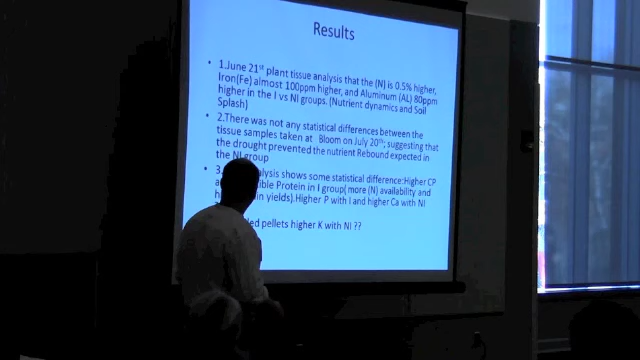 Results
• 1.June 21st plant tissue analysis that the (N) is 0.5% higher,
Iron(Fe) almost 100ppm higher, and Aluminum (AL) 80ppm
higher in the I vs NI groups. (Nutrient dynamics and Soil
Splash)
• 2.There was not any statistical differences between the
tissue samples taken at Bloom on July 20th; suggesting that
the drought prevented the nutrient Rebound expected in
the NI group
• 3. shows some statistical difference:Higher CP
Protein in I group( more (N) availability and
yields).Higher P with I and higher Ca with NI
pellets higher K with NI ??